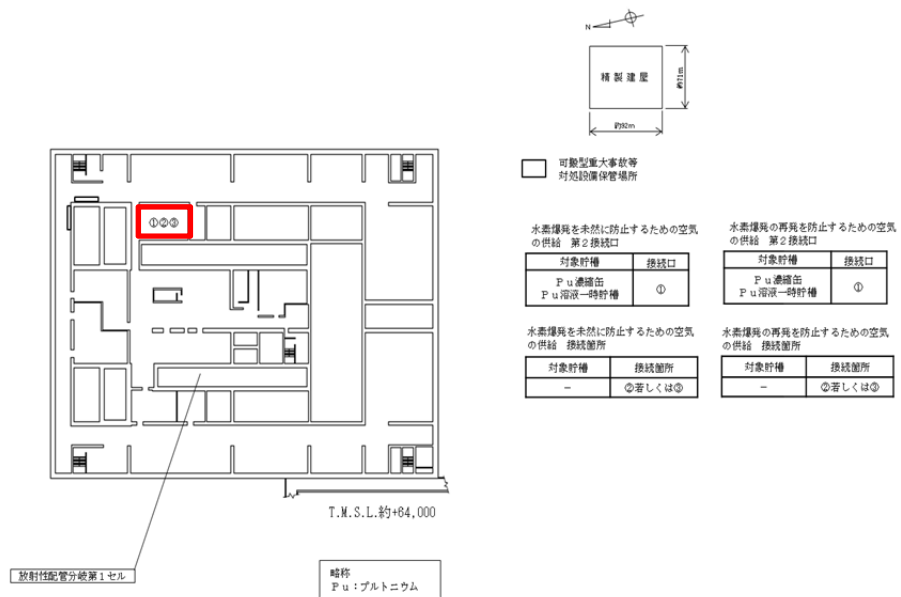 N
精製建屋
約71m
約92m
可搬型重大事故等
対処設備保管場所
①②③
水素爆発を未然に防止するための空気
の供給 第2接続口
対象貯槽 接続口
Pu濃縮缶
Pu溶液一時貯槽 ①
水素爆発の再発を防止するための空気
の供給 第2接続口
対象貯槽 接続口
Pu濃縮缶
Pu溶液一時貯槽 ①
水素爆発を未然に防止するための空気
の供給 接続箇所
対象貯槽 接続箇所
- ②若しくは③
水素爆発の再発を防止するための空気
の供給 接続箇所
対象貯槽 接続箇所
- ②若しくは③
T.M.S.L.約+64,000
放射性配管分岐第1セル
略称
Pu:プルトニウム